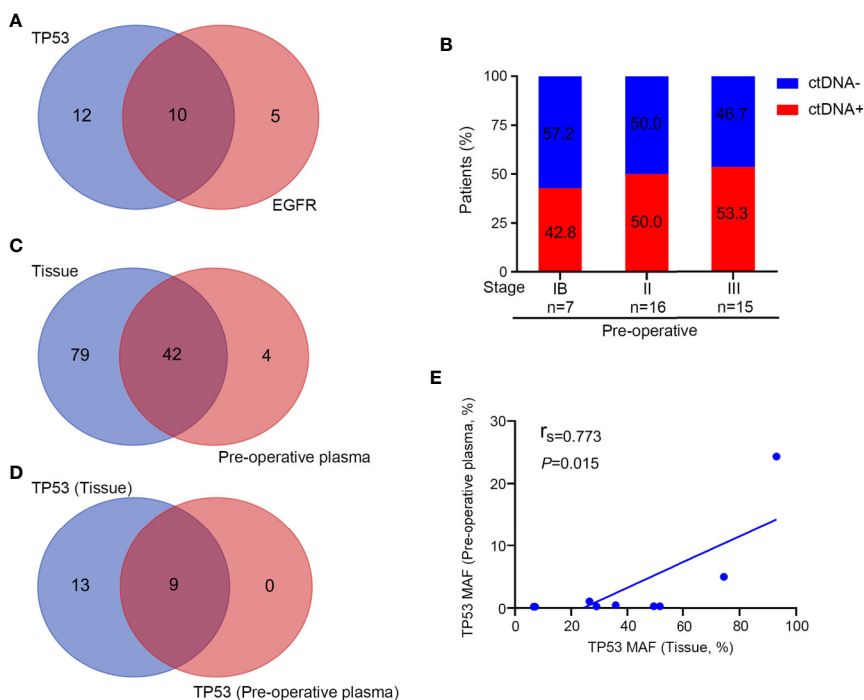 A
TP53
12
10
5
EGFR
B
ctDNA-
ctDNA+
Patients (%)
100
75
50
25
0
57.2
50.0
46.7
42.8
50.0
53.3
Stage IB II III
n=7 n=16 n=15
Pre-operative
C
Tissue
79
42
4
Pre-operative plasma
D
TP53 (Tissue)
13
9
0
TP53 (Pre-operative plasma)
E
TP53 MAF (Pre-operative plasma, %)
30
20
10
0
rs=0.773
P=0.015
0 20 40 60 80 100
TP53 MAF (Tissue, %)